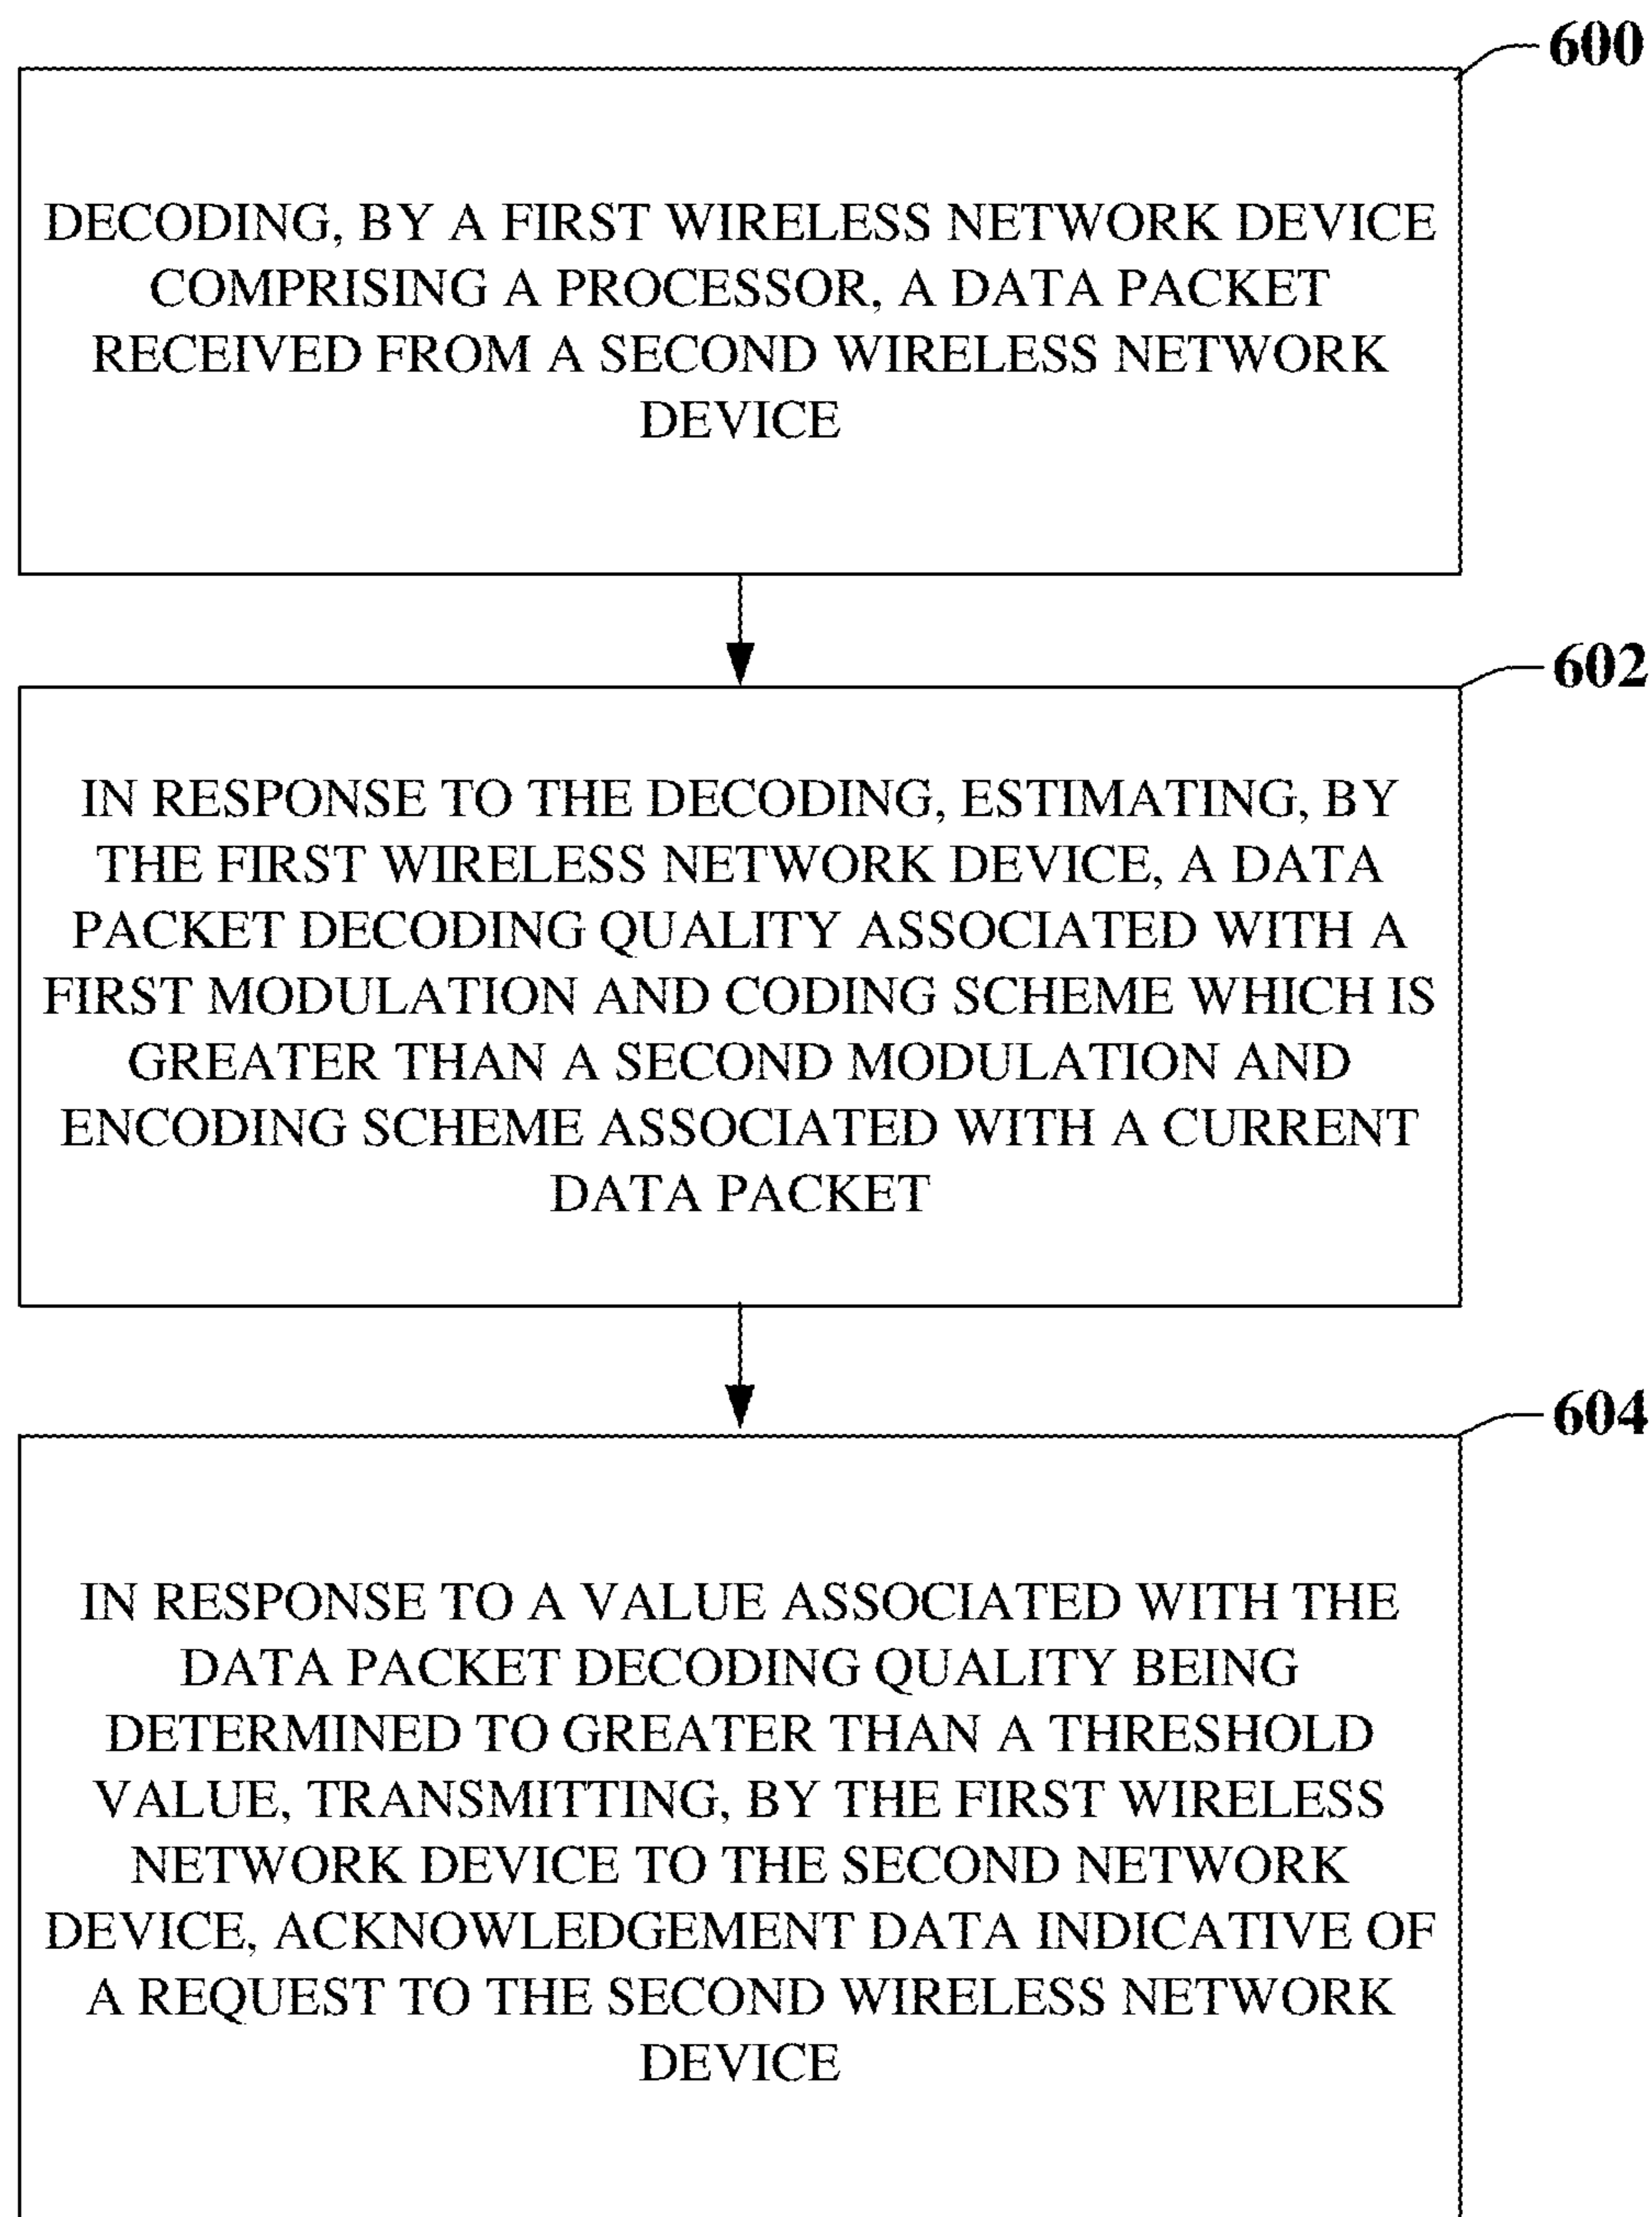 600
DECODING, BY A FIRST WIRELESS NETWORK DEVICE
COMPRISING A PROCESSOR, A DATA PACKET
RECEIVED FROM A SECOND WIRELESS NETWORK
DEVICE
602
IN RESPONSE TO THE DECODING, ESTIMATING, BY
THE FIRST WIRELESS NETWORK DEVICE, A DATA
PACKET DECODING QUALITY ASSOCIATED WITH A
FIRST MODULATION AND CODING SCHEME WHICH IS
GREATER THAN A SECOND MODULATION AND
ENCODING SCHEME ASSOCIATED WITH A CURRENT
DATA PACKET
604
IN RESPONSE TO A VALUE ASSOCIATED WITH THE
DATA PACKET DECODING QUALITY BEING
DETERMINED TO GREATER THAN A THRESHOLD
VALUE, TRANSMITTING, BY THE FIRST WIRELESS
NETWORK DEVICE TO THE SECOND NETWORK
DEVICE, ACKNOWLEDGEMENT DATA INDICATIVE OF
A REQUEST TO THE SECOND WIRELESS NETWORK
DEVICE